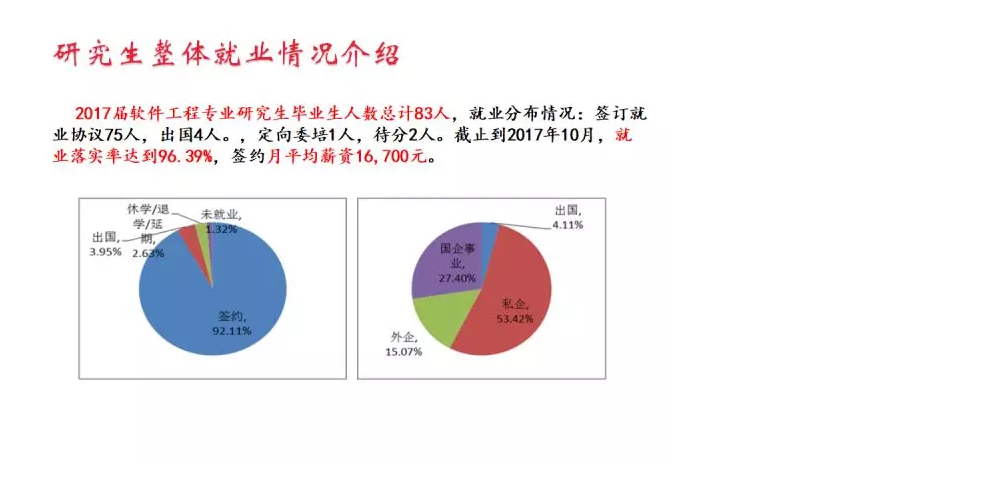 研究生整体就业情况介绍
2017届软件工程专业研究生毕业生人数总计83人，就业分布情况：签订就
业协议75人，出国4人。，定向委培1人，待分2人。截止到2017年10月，就
业落实率达到96.39%，签约月平均薪资16,700元。
休学/退
学/延
期,
2.63%
未就业,
1.32%
出国,
3.95%
签约,
92.11%
出国,
4.11%
国企事
业,
27.40%
私企,
53.42%
外企,
15.07%